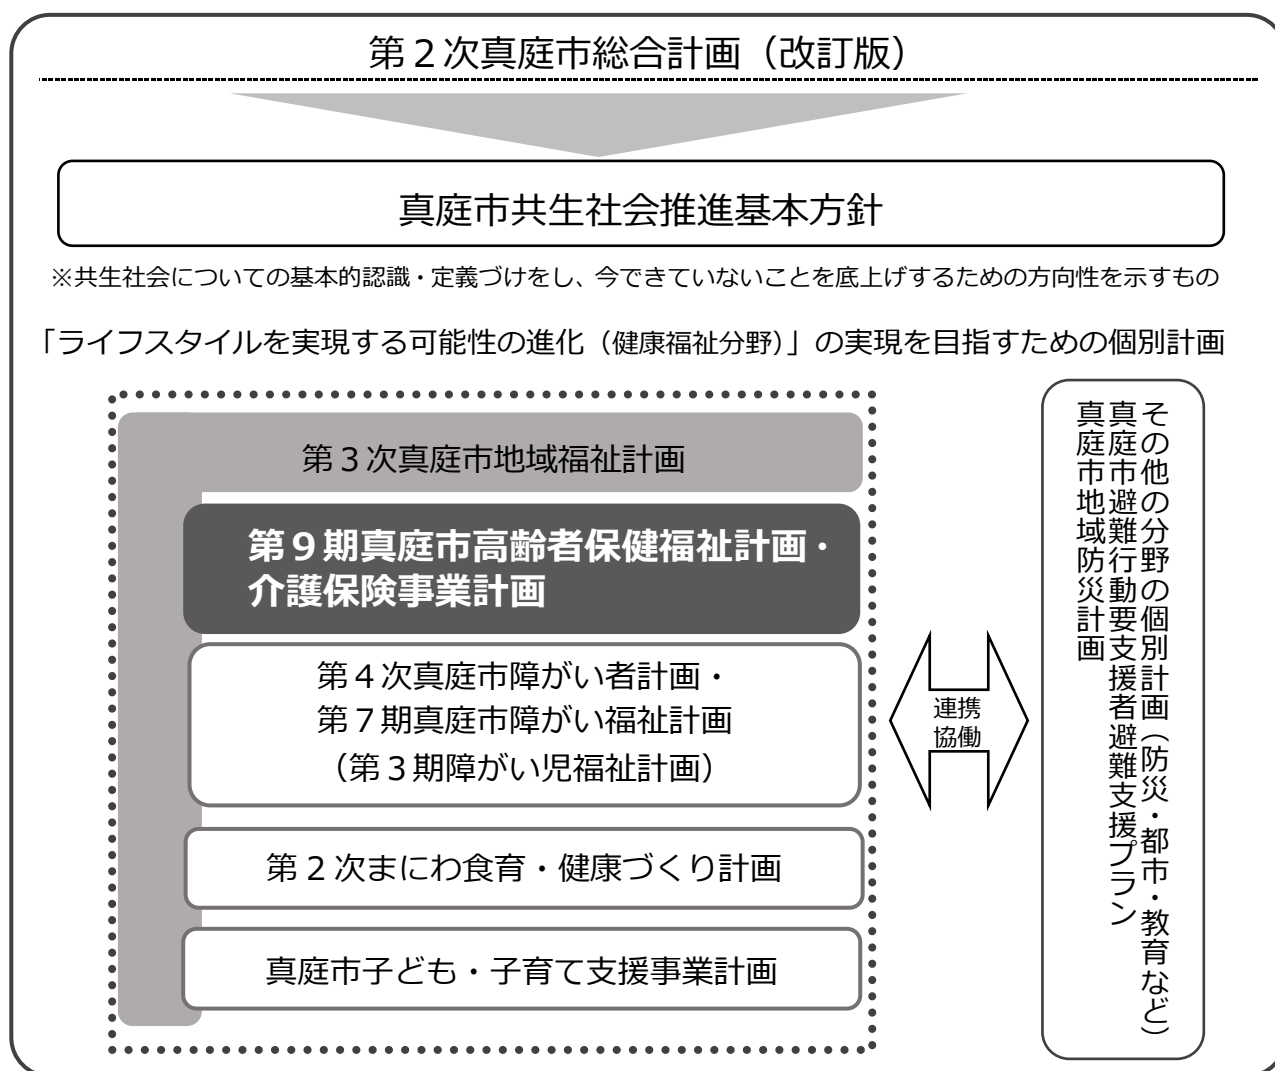 第２次真庭市総合計画（改訂版）
真庭市共生社会推進基本方針
※共生社会についての基本的認識・定義づけをし、今できていないことを底上げするための方向性を示すもの
「ライフスタイルを実現する可能性の進化（健康福祉分野）」の実現を目指すための個別計画
第３次真庭市地域福祉計画
第９期真庭市高齢者保健福祉計画・
介護保険事業計画
第４次真庭市障がい者計画・
第７期真庭市障がい福祉計画
（第３期障がい児福祉計画）
第２次まにわ食育・健康づくり計画
真庭市子ども・子育て支援事業計画
連携
協働
その他の分野の個別計画（防災・都市・教育など）
真庭市避難行動要支援者避難支援プラン
真庭市地域防災計画